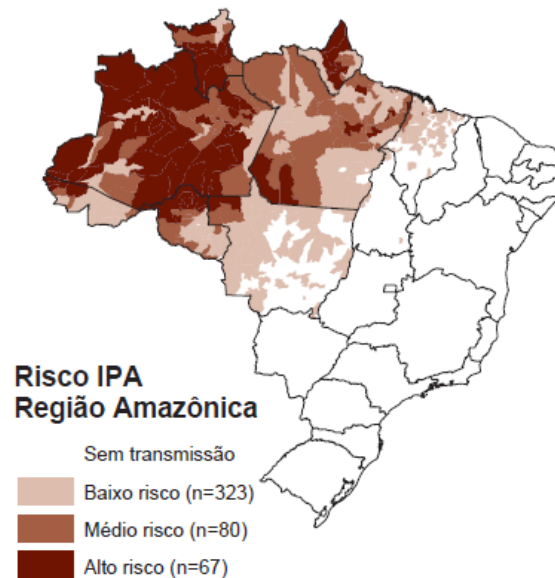 Risco IPA
Região Amazônica
Sem transmissão
Baixo risco (n=323)
Médio risco (n=80)
Alto risco (n=67)